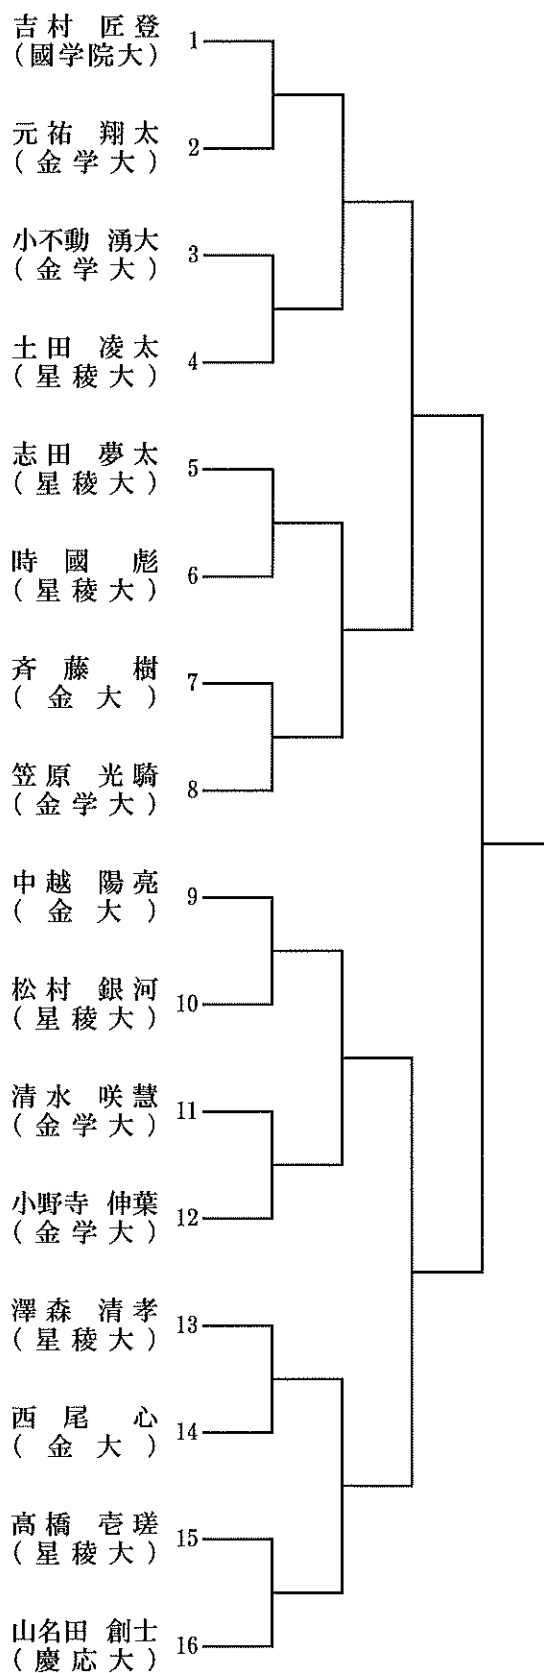 吉村 匠登 1
(國学院大)
元祐 翔太 2
(金学大)
小不動 湧大 3
(金学大)
土田 凌太 4
(星稜大)
志田 夢太 5
(星稜大)
時國 彪 6
(星稜大)
斉藤 樹 7
(金大)
笠原 光騎 8
(金学大)
中越 陽亮 9
(金大)
松村 銀河 10
(星稜大)
清水 咲慧 11
(金学大)
小野寺 伸葉 12
(金学大)
澤森 清孝 13
(星稜大)
西尾 心 14
(金大)
髙橋 壱瑳 15
(星稜大)
山名田 創士 16
(慶応大)